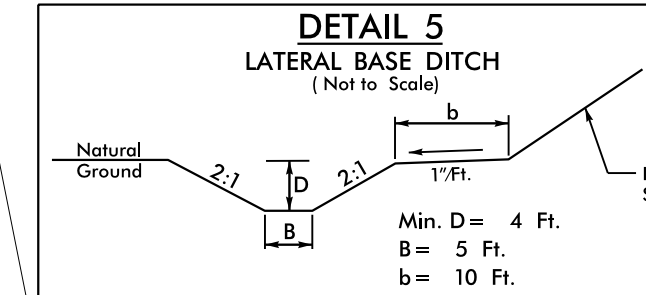 DETAIL 5
LATERAL BASE DITCH
( Not to Scale)
b
Natural
Ground
2:1
D
2:1
1"/Ft.
B
Min. D = 4 Ft.
B = 5 Ft.
b = 10 Ft.